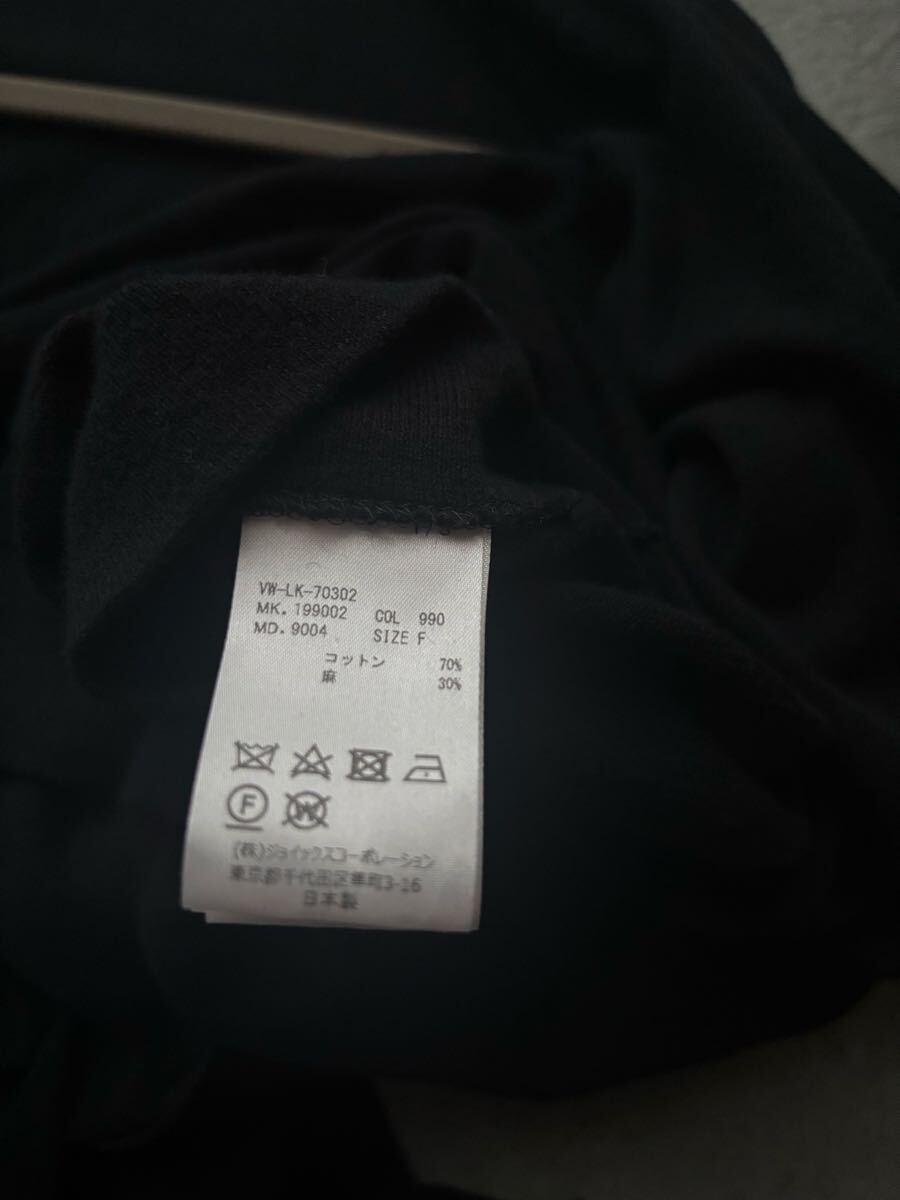 VW-LK-70302
MK. 199002 COL 990
MD. 9004 SIZE F
コットン 70%
麻 30%
F
W
(株)ジョイックスコーポレーション
東京都千代田区隼町3-16
日本製